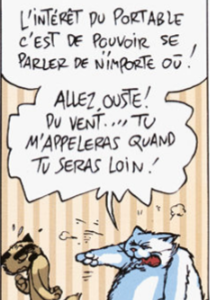 L'INTÉRÊT DU PORTABLE
C'EST DE POUVOIR SE
PARLER DE N'IMPORTE OÙ!
ALLEZ, OUSTE!
DU VENT.... TU
M'APPELERAS QUAND
TU SERAS LOIN!